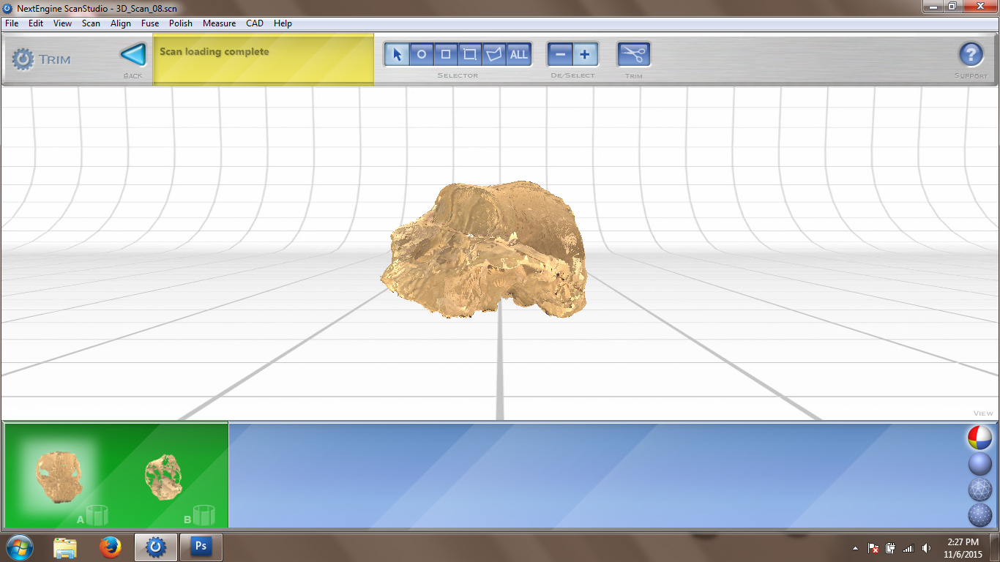 NextEngine ScanStudio - 3D_Scan_08.scn
File Edit View Scan Align Fuse Polish Measure CAD Help
Trim
BACK
Scan loading complete
ALL
SELECTOR
DE/SELECT
TRIM
?
SUPPORT
VIEW
A
B
Ps
2:27 PM
11/6/2015